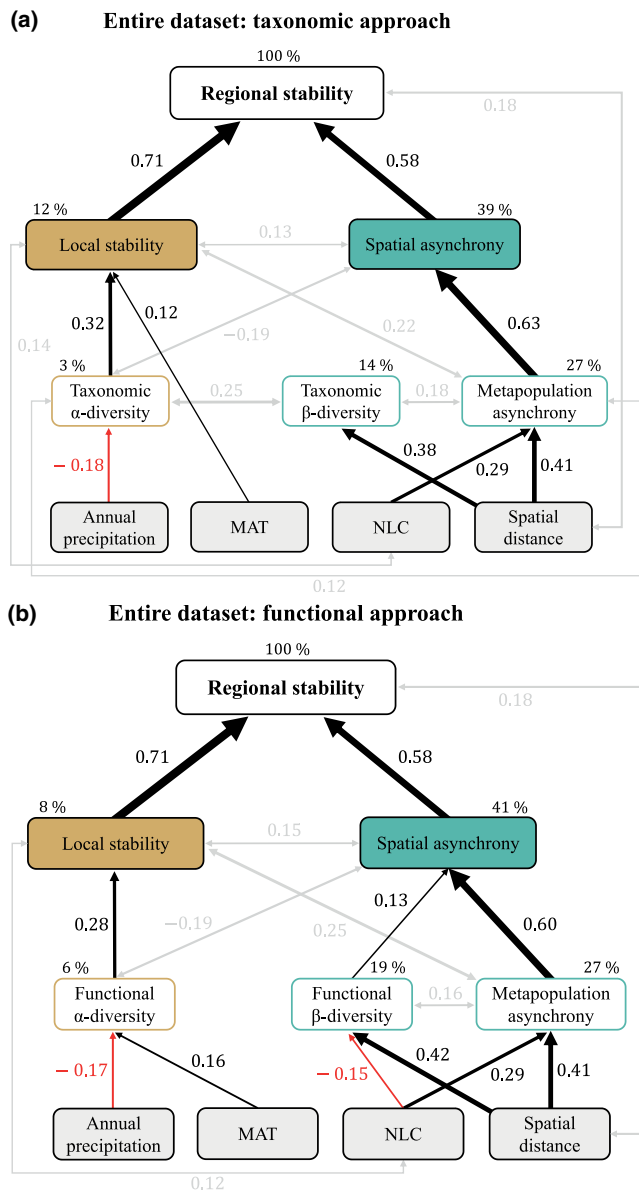 (a) Entire dataset: taxonomic approach
100 %
Regional stability
0.18
0.71
0.58
12 %
39 %
Local stability
0.13
Spatial asynchrony
0.32
0.12
−0.19
0.22
0.63
0.14
3 %
14 %
27 %
Taxonomic
α-diversity
0.25
Taxonomic
β-diversity
0.18
Metapopulation
asynchrony
− 0.18
0.38
0.29
0.41
Annual
precipitation
MAT
NLC
Spatial
distance
0.12
(b) Entire dataset: functional approach
100 %
Regional stability
0.18
0.71
0.58
8 %
41 %
Local stability
0.15
Spatial asynchrony
0.28
−0.19
0.25
0.13
0.60
6 %
19 %
27 %
Functional
α-diversity
Functional
β-diversity
0.16
Metapopulation
asynchrony
− 0.17
0.16
− 0.15
0.42
0.29
0.41
Annual
precipitation
MAT
NLC
Spatial
distance
0.12